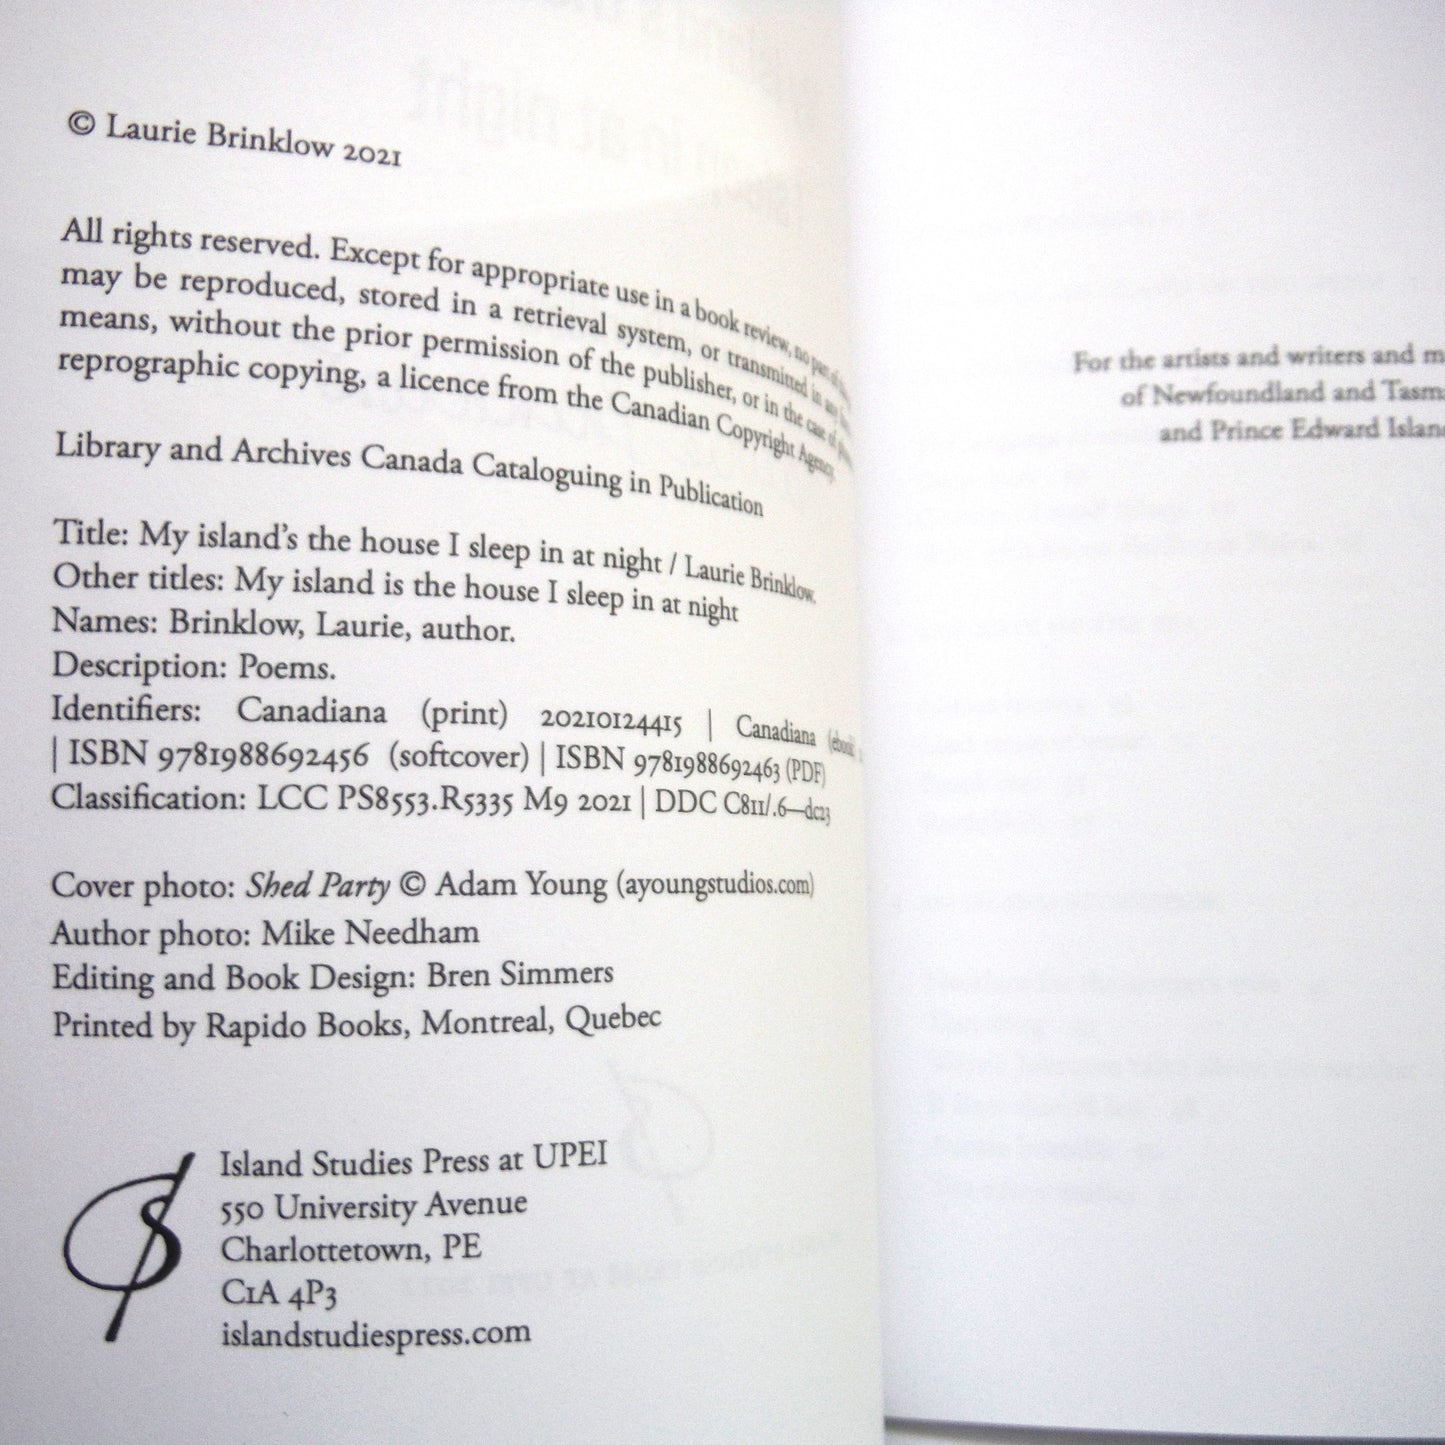 © Laurie Brinklow 2021
All rights reserved. Except for appropriate use in a book review, no part of
may be reproduced, stored in a retrieval system, or transmitted in any
means, without the prior permission of the publisher, or in the case of
reprographic copying, a licence from the Canadian Copyright Agency.
Library and Archives Canada Cataloguing in Publication
Title: My island's the house I sleep in at night / Laurie Brinklow.
Other titles: My island is the house I sleep in at night
Names: Brinklow, Laurie, author.
Description: Poems.
Identifiers: Canadiana (print) 20210124415 | Canadiana (ebook)
| ISBN 9781988692456 (softcover) | ISBN 9781988692463 (PDF)
Classification: LCC PS8553.R5335 M9 2021 | DDC C811/.6—dc23
Cover photo: Shed Party © Adam Young (ayoungstudios.com)
Author photo: Mike Needham
Editing and Book Design: Bren Simmers
Printed by Rapido Books, Montreal, Quebec
Island Studies Press at UPEI
550 University Avenue
Charlottetown, PE
C1A 4P3
islandstudiespress.com
For the artists and writers and
of Newfoundland and
and Prince Edward